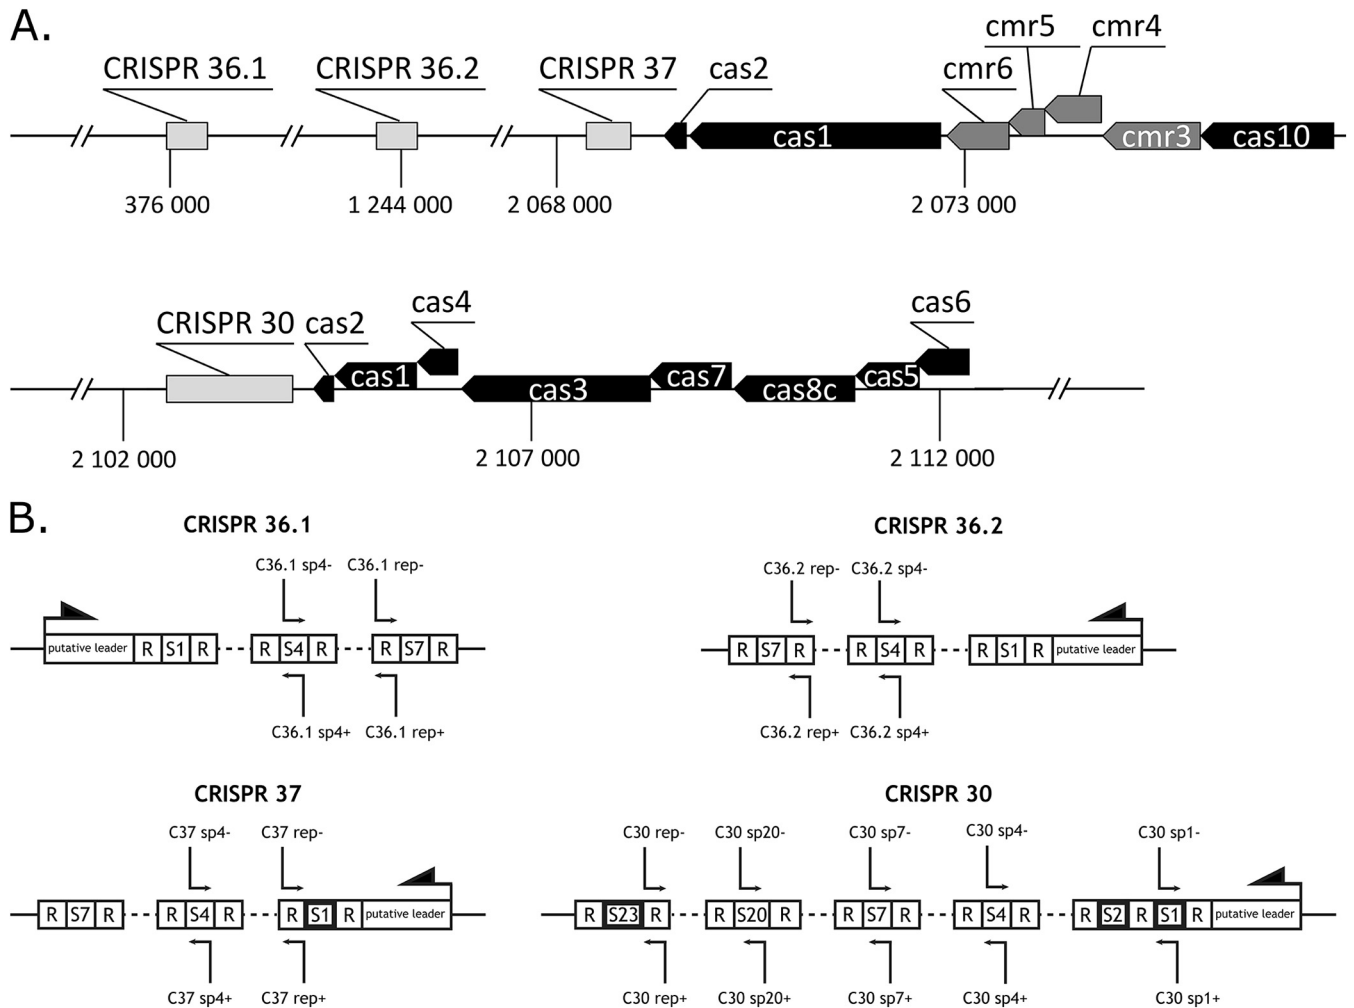 A.
CRISPR 36.1
CRISPR 36.2
CRISPR 37
cas2
cmr6
cmr5
cmr4
cas1
cmr3
cas10
376 000
1 244 000
2 068 000
2 073 000
CRISPR 30
cas2
cas4
cas6
cas1
cas3
cas7
cas8c
cas5
2 102 000
2 107 000
2 112 000
B.
CRISPR 36.1
C36.1 sp4-
C36.1 rep-
putative leader R S1 R R S4 R R S7 R
C36.1 sp4+
C36.1 rep+
CRISPR 36.2
C36.2 rep-
C36.2 sp4-
R S7 R R S4 R R S1 R putative leader
C36.2 rep+
C36.2 sp4+
CRISPR 37
C37 sp4-
C37 rep-
R S7 R R S4 R R S1 R putative leader
C37 sp4+
C37 rep+
CRISPR 30
C30 rep-
C30 sp20-
C30 sp7-
C30 sp4-
C30 sp1-
R S23 R R S20 R R S7 R R S4 R R S2 R S1 R putative leader
C30 rep+
C30 sp20+
C30 sp7+
C30 sp4+
C30 sp1+